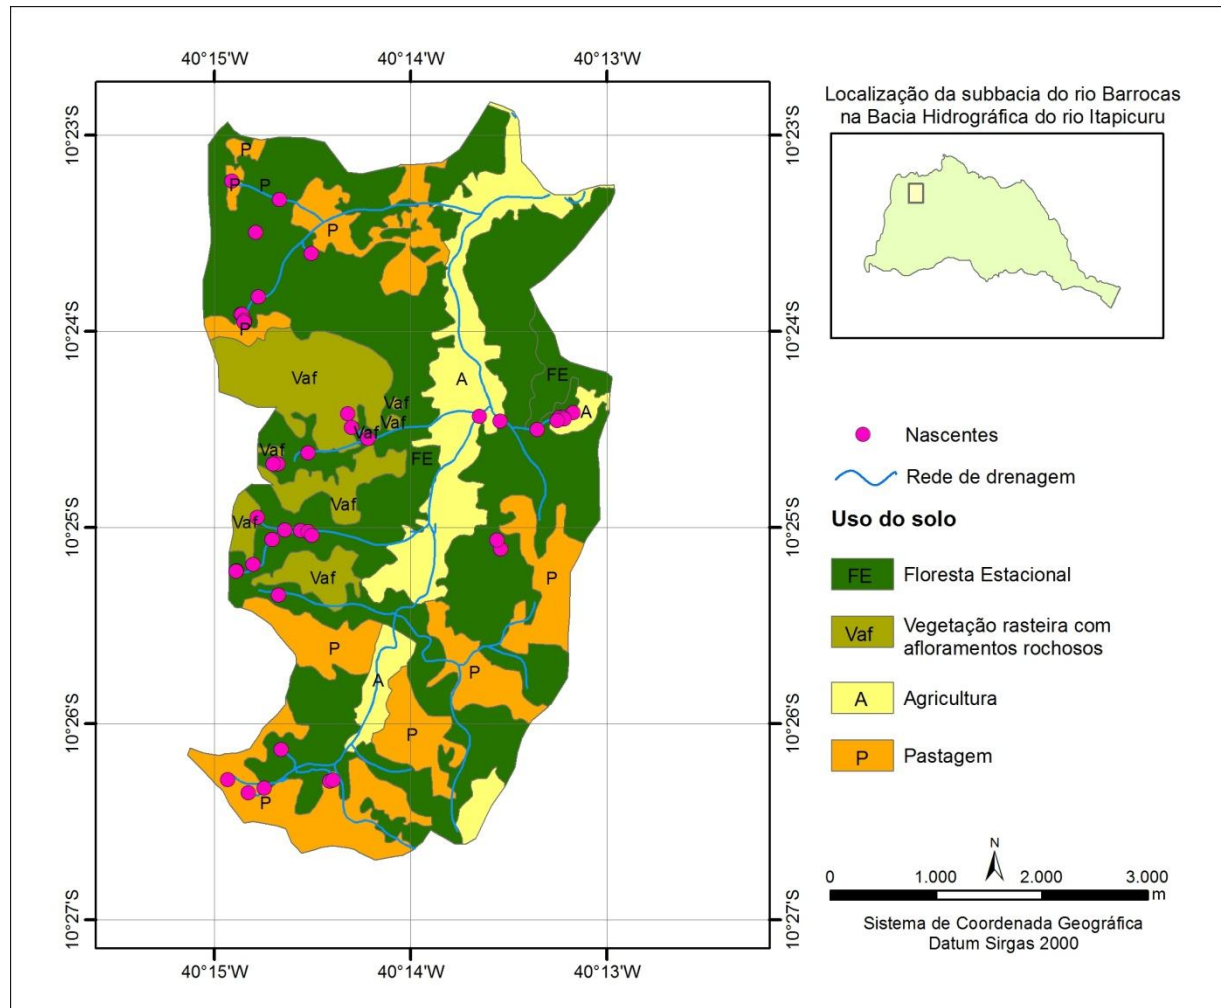 40°15'W
40°14'W
40°13'W
10°23'S
10°23'S
10°24'S
10°24'S
10°25'S
10°25'S
10°26'S
10°26'S
10°27'S
10°27'S
P
P
P
P
P
FE
Vaf
A
Vaf
A
Vaf
Vaf
Vaf
FE
Vaf
Vaf
Vaf
P
P
P
A
P
P
40°15'W
40°14'W
40°13'W
Localização da subbacia do rio Barrocas
na Bacia Hidrográfica do rio Itapicuru
Nascentes
Rede de drenagem
Uso do solo
FE Floresta Estacional
Vaf Vegetação rasteira com
afloramentos rochosos
A Agricultura
P Pastagem
N
0 1.000 2.000 3.000
m
Sistema de Coordenada Geográfica
Datum Sirgas 2000